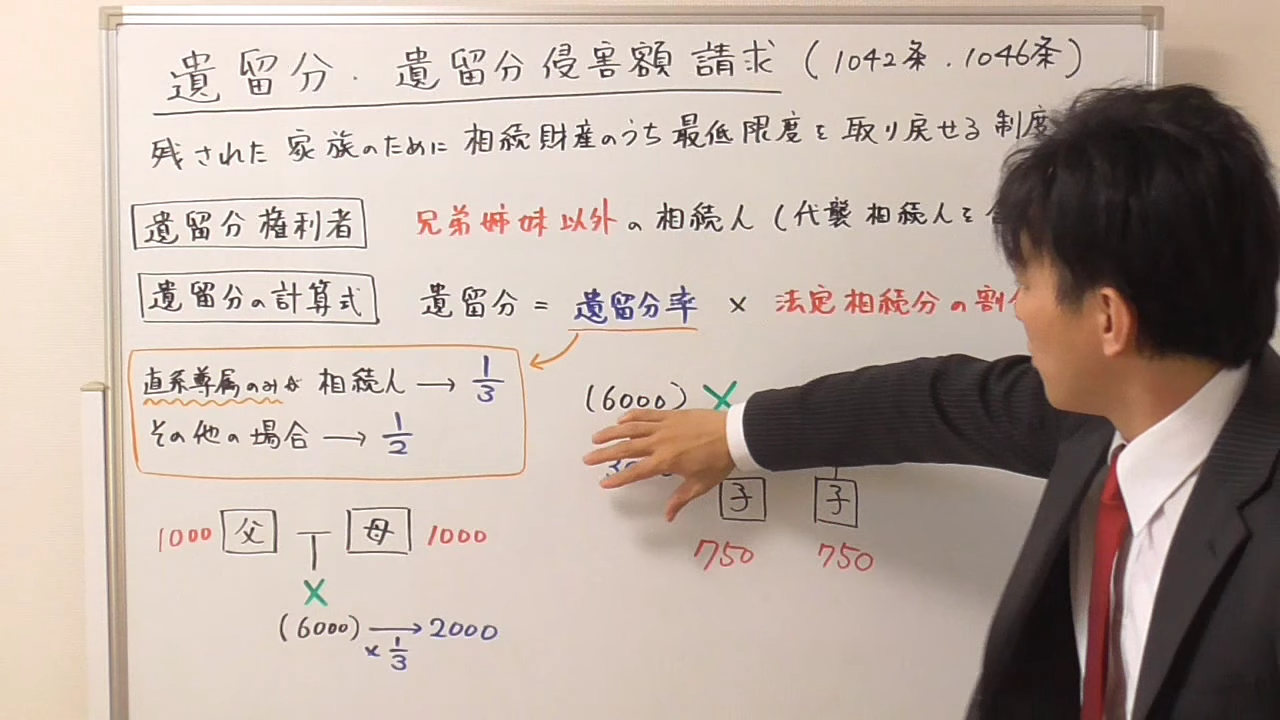 遺留分・遺留分侵害額請求(1042条・1046条)
残された家族のために相続財産のうち最低限度を取り戻せる制度
遺留分権利者 兄弟姉妹以外の相続人(代襲相続人を
遺留分の計算式 遺留分 = 遺留分率 × 法定相続分の割
直系尊属のみが相続人 → 1/3
その他の場合 → 1/2
(6000) ×
子 子
750 750
1000 父 母 1000
×
(6000) → 2000
× 1/3